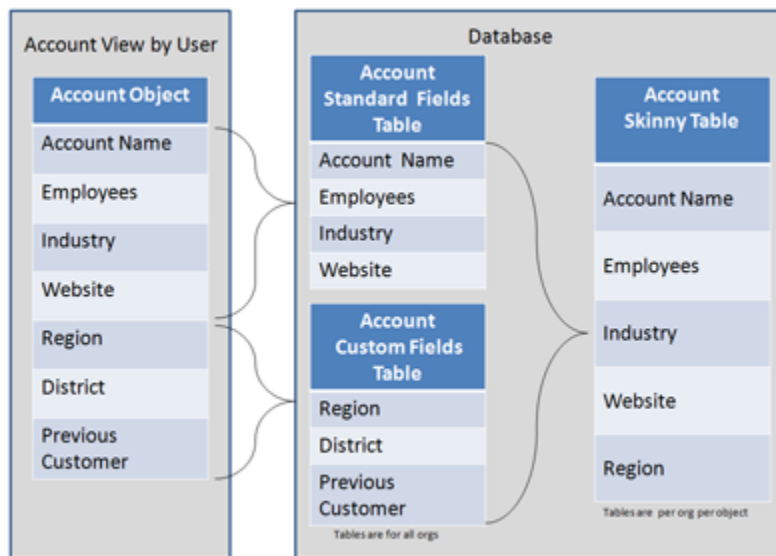 Account View by User
Account Object
Account Name
Employees
Industry
Website
Region
District
Previous
Customer
Database
Account
Standard Fields
Table
Account Name
Employees
Industry
Website
Account
Custom Fields
Table
Region
District
Previous
Customer
Tables are for all orgs
Account
Skinny Table
Account Name
Employees
Industry
Website
Region
Tables are per org per object